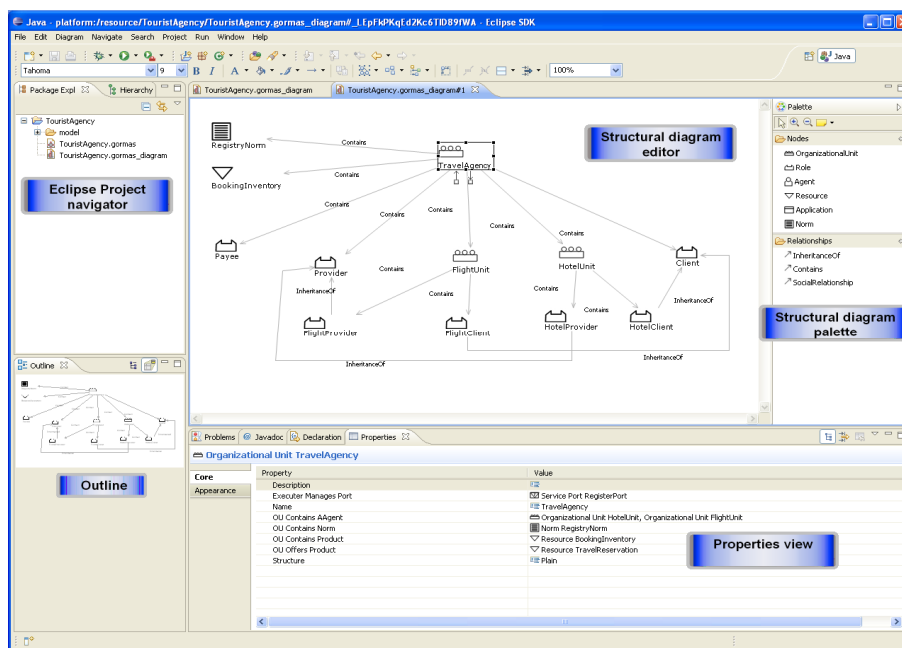 Java - platform:/resource/TouristAgency/TouristAgency.gormas_diagram#_LEpFkPKqEd2Kc6TlD89fWA - Eclipse SDK
File Edit Diagram Navigate Search Project Run Window Help
Java
Tahoma 9 B I A 100%
Package Expl Hierarchy
TouristAgency
model
TouristAgency.gormas
TouristAgency.gormas_diagram
Eclipse Project navigator
TouristAgency.gormas_diagram TouristAgency.gormas_diagram#1
Structural diagram editor
RegistryNorm
Contains
TravelAgency
BookingInventory
Contains
Contains
Contains
Contains
Contains
Contains
Payee
Provider
FlightUnit
HotelUnit
Client
Contains
InheritanceOf
Contains
Contains
InheritanceOf
FlightProvider
FlightClient
HotelProvider
HotelClient
InheritanceOf
InheritanceOf
Palette
Nodes
OrganizationalUnit
Role
Agent
Resource
Application
Norm
Relationships
InheritanceOf
Contains
SocialRelationship
Structural diagram palette
Outline
Outline
Problems Javadoc Declaration Properties
Organizational Unit TravelAgency
Core
Appearance
Property Value
Description
Executer Manages Port Service Port RegisterPort
Name TravelAgency
OU Contains AAgent Organizational Unit HotelUnit, Organizational Unit FlightUnit
OU Contains Norm Norm RegistryNorm
OU Contains Product Resource BookingInventory
OU Offers Product Resource TravelReservation
Structure Plain
Properties view